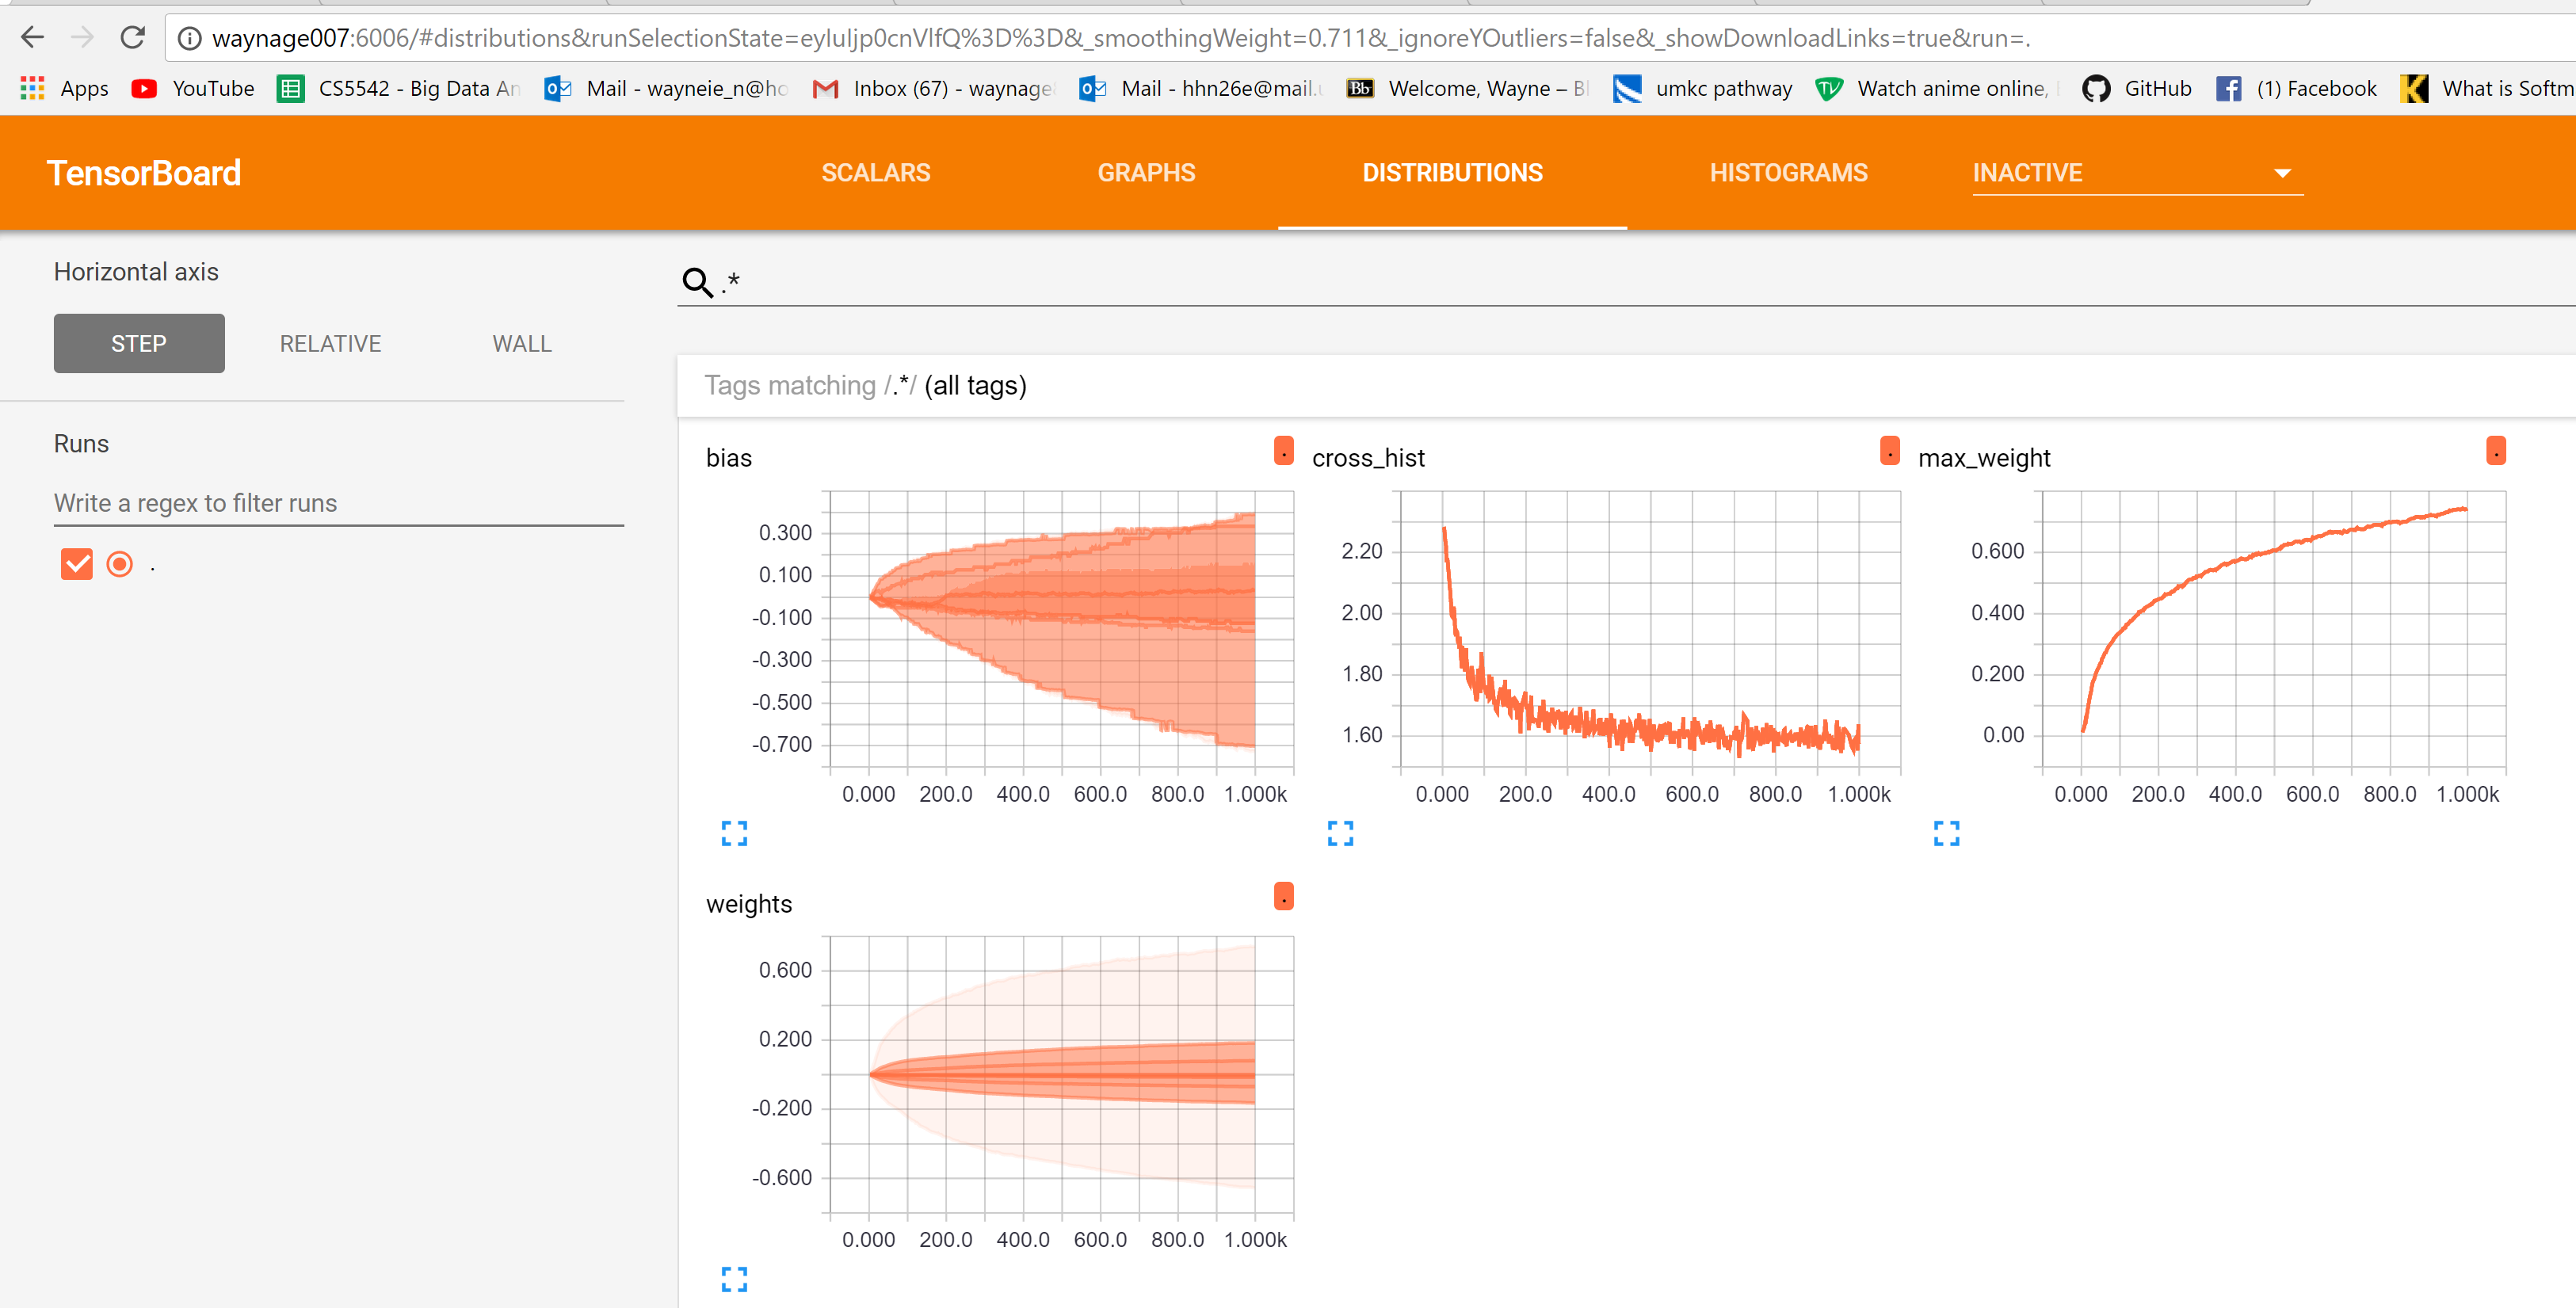 waynage007:6006/#distributions&runSelectionState=eyIuIjp0cnVlfQ%3D%3D&_smoothingWeight=0.711&_ignoreYOutliers=false&_showDownloadLinks=true&run=.
Apps YouTube CS5542 - Big Data An Mail - wayneie_n@ho Inbox (67) - waynage Mail - hhn26e@mail. Bb Welcome, Wayne – Bl umkc pathway Watch anime online, GitHub (1) Facebook What is Softm
TensorBoard SCALARS GRAPHS DISTRIBUTIONS HISTOGRAMS INACTIVE
Horizontal axis
.*
STEP RELATIVE WALL
Tags matching /.*/ (all tags)
Runs
Write a regex to filter runs
.
bias .
0.300
0.100
-0.100
-0.300
-0.500
-0.700
0.000 200.0 400.0 600.0 800.0 1.000k
cross_hist .
2.20
2.00
1.80
1.60
0.000 200.0 400.0 600.0 800.0 1.000k
max_weight .
0.600
0.400
0.200
0.00
0.000 200.0 400.0 600.0 800.0 1.000k
weights .
0.600
0.200
-0.200
-0.600
0.000 200.0 400.0 600.0 800.0 1.000k